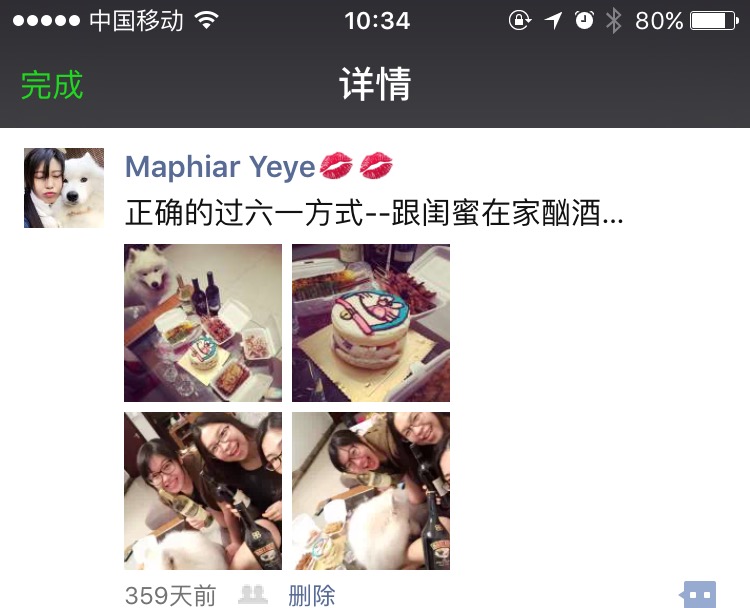 中国移动 10:34 80%
完成 详情
Maphiar Yeye💋💋
正确的过六一方式--跟闺蜜在家酗酒...
359天前 删除